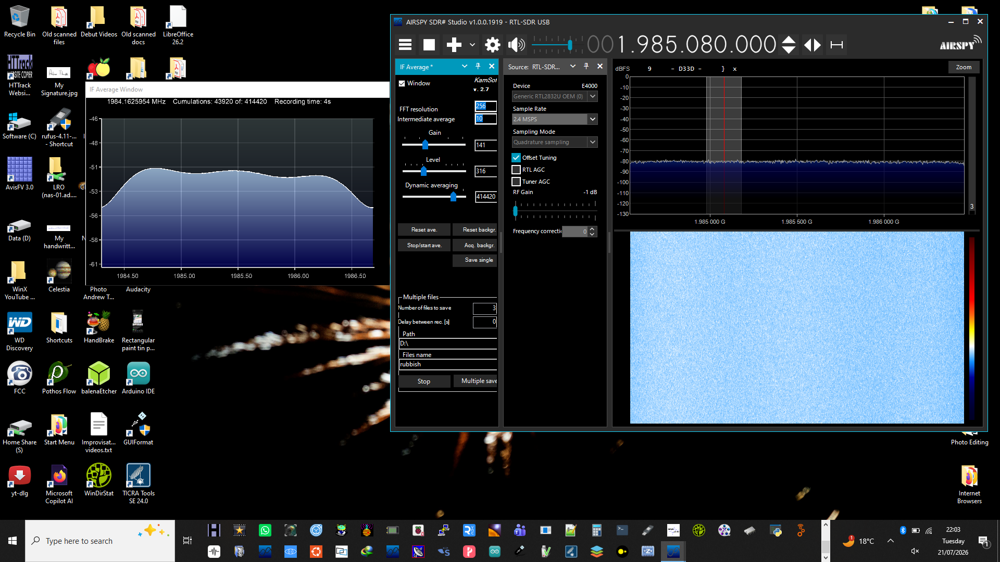 Recycle Bin
Old scanned files
Debut Videos
Old scanned docs
LibreOffice 26.2
HTTrack Websi...
My Signature.jpg
Software (C)
rufus-4.11-... - Shortcut
AvisFV 3.0
LRO (nas-01.ad....
Data (D)
My handwritt...
WinX YouTube ...
Celestia
Photo Andrew T...
Audacity
WD Discovery
Shortcuts
HandBrake
Rectangular paint tin p...
FCC
Pothos Flow
balenaEtcher
Arduino IDE
Home Share (S)
Start Menu
Improvisat... videos.txt
GUIFormat
yt-dlg
Microsoft Copilot AI
WinDirStat
TICRA Tools SE 24.0
IF Average Window
1984.1625954 MHz Cumulations: 43920 of: 414420 Recording time: 4s
-46
-48
-51
-53
-56
-58
-61
1984.50 1985.00 1985.50 1986.00 1986.50
AIRSPY SDR# Studio v1.0.0.1919 - RTL-SDR USB
001.985.080.000
AIRSPY
IF Average *
Window
KamSof
v. 2.7
FFT resolution 256
Intermediate average 10
Gain
141
Level
316
Dynamic averaging
414420
Reset ave. Reset backgr.
Stop/start ave. Acq. backgr.
Save single
Multiple files
Number of files to save 3
Delay between rec. [s] 0
Path
D:\
Files name
rubbish
Stop Multiple save
Source: RTL-SDR...
Device E4000
Generic RTL2832U OEM (0)
Sample Rate
2.4 MSPS
Sampling Mode
Quadrature sampling
Offset Tuning
RTL AGC
Tuner AGC
RF Gain -1 dB
Frequency correctio 0
dBFS 9 - D33D - } x
Zoom
0
-10
-20
-30
-40
-50
-60
-70
-80
-90
-100
-110
-120
-130
3
1.985 000 G 1.985 500 G 1.986 000 G
Photo Editing
Internet Browsers
Type here to search
1
18°C
22:03
Tuesday
21/07/2026
1